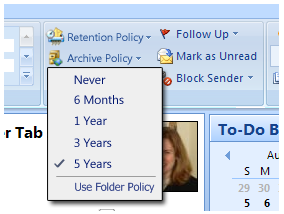 Retention Policy
Archive Policy
Follow Up
Mark as Unread
Block Sender
Never
6 Months
1 Year
3 Years
5 Years
Use Folder Policy
er Tab
To-Do B
Au
S M
29 30
5 6